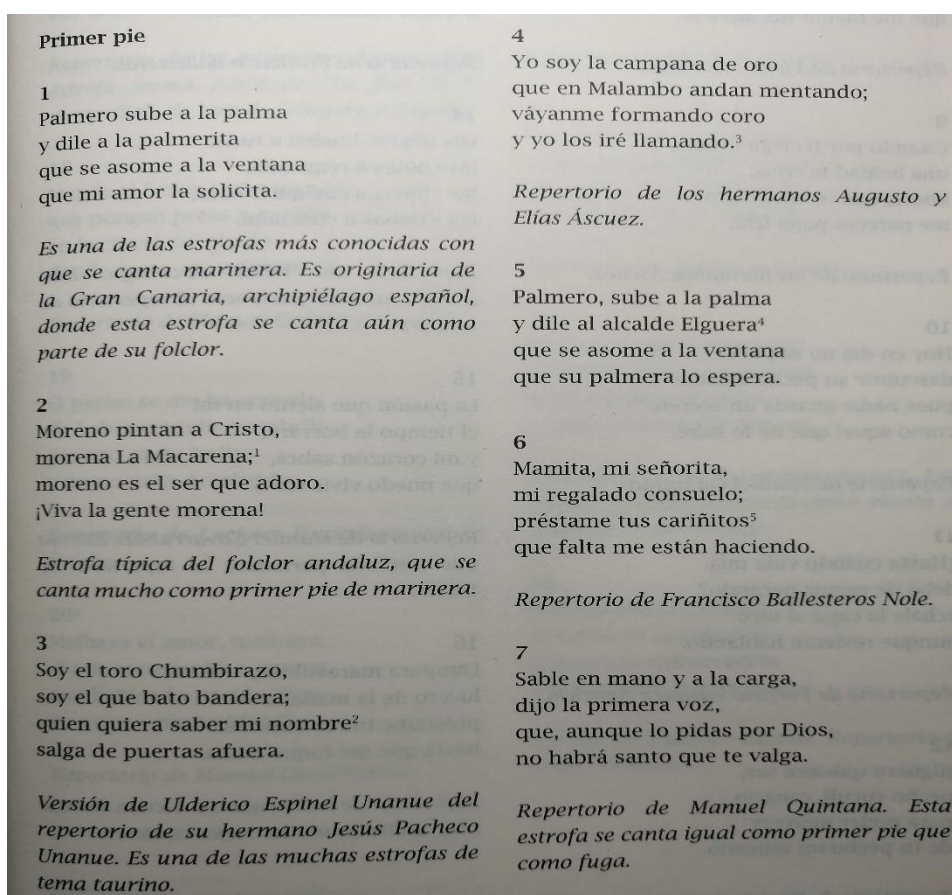 Primer pie
1
Palmero sube a la palma
y dile a la palmerita
que se asome a la ventana
que mi amor la solicita.
Es una de las estrofas más conocidas con
que se canta marinera. Es originaria de
la Gran Canaria, archipiélago español,
donde esta estrofa se canta aún como
parte de su folclor.
2
Moreno pintan a Cristo,
morena La Macarena;¹
moreno es el ser que adoro.
¡Viva la gente morena!
Estrofa típica del folclor andaluz, que se
canta mucho como primer pie de marinera.
3
Soy el toro Chumbirazo,
soy el que bato bandera;
quien quiera saber mi nombre²
salga de puertas afuera.
Versión de Ulderico Espinel Unanue del
repertorio de su hermano Jesús Pacheco
Unanue. Es una de las muchas estrofas de
tema taurino.
4
Yo soy la campana de oro
que en Malambo andan mentando;
váyanme formando coro
y yo los iré llamando.³
Repertorio de los hermanos Augusto y
Elías Áscuez.
5
Palmero, sube a la palma
y dile al alcalde Elguera⁴
que se asome a la ventana
que su palmera lo espera.
6
Mamita, mi señorita,
mi regalado consuelo;
préstame tus cariñitos⁵
que falta me están haciendo.
Repertorio de Francisco Ballesteros Nole.
7
Sable en mano y a la carga,
dijo la primera voz,
que, aunque lo pidas por Dios,
no habrá santo que te valga.
Repertorio de Manuel Quintana. Esta
estrofa se canta igual como primer pie que
como fuga.